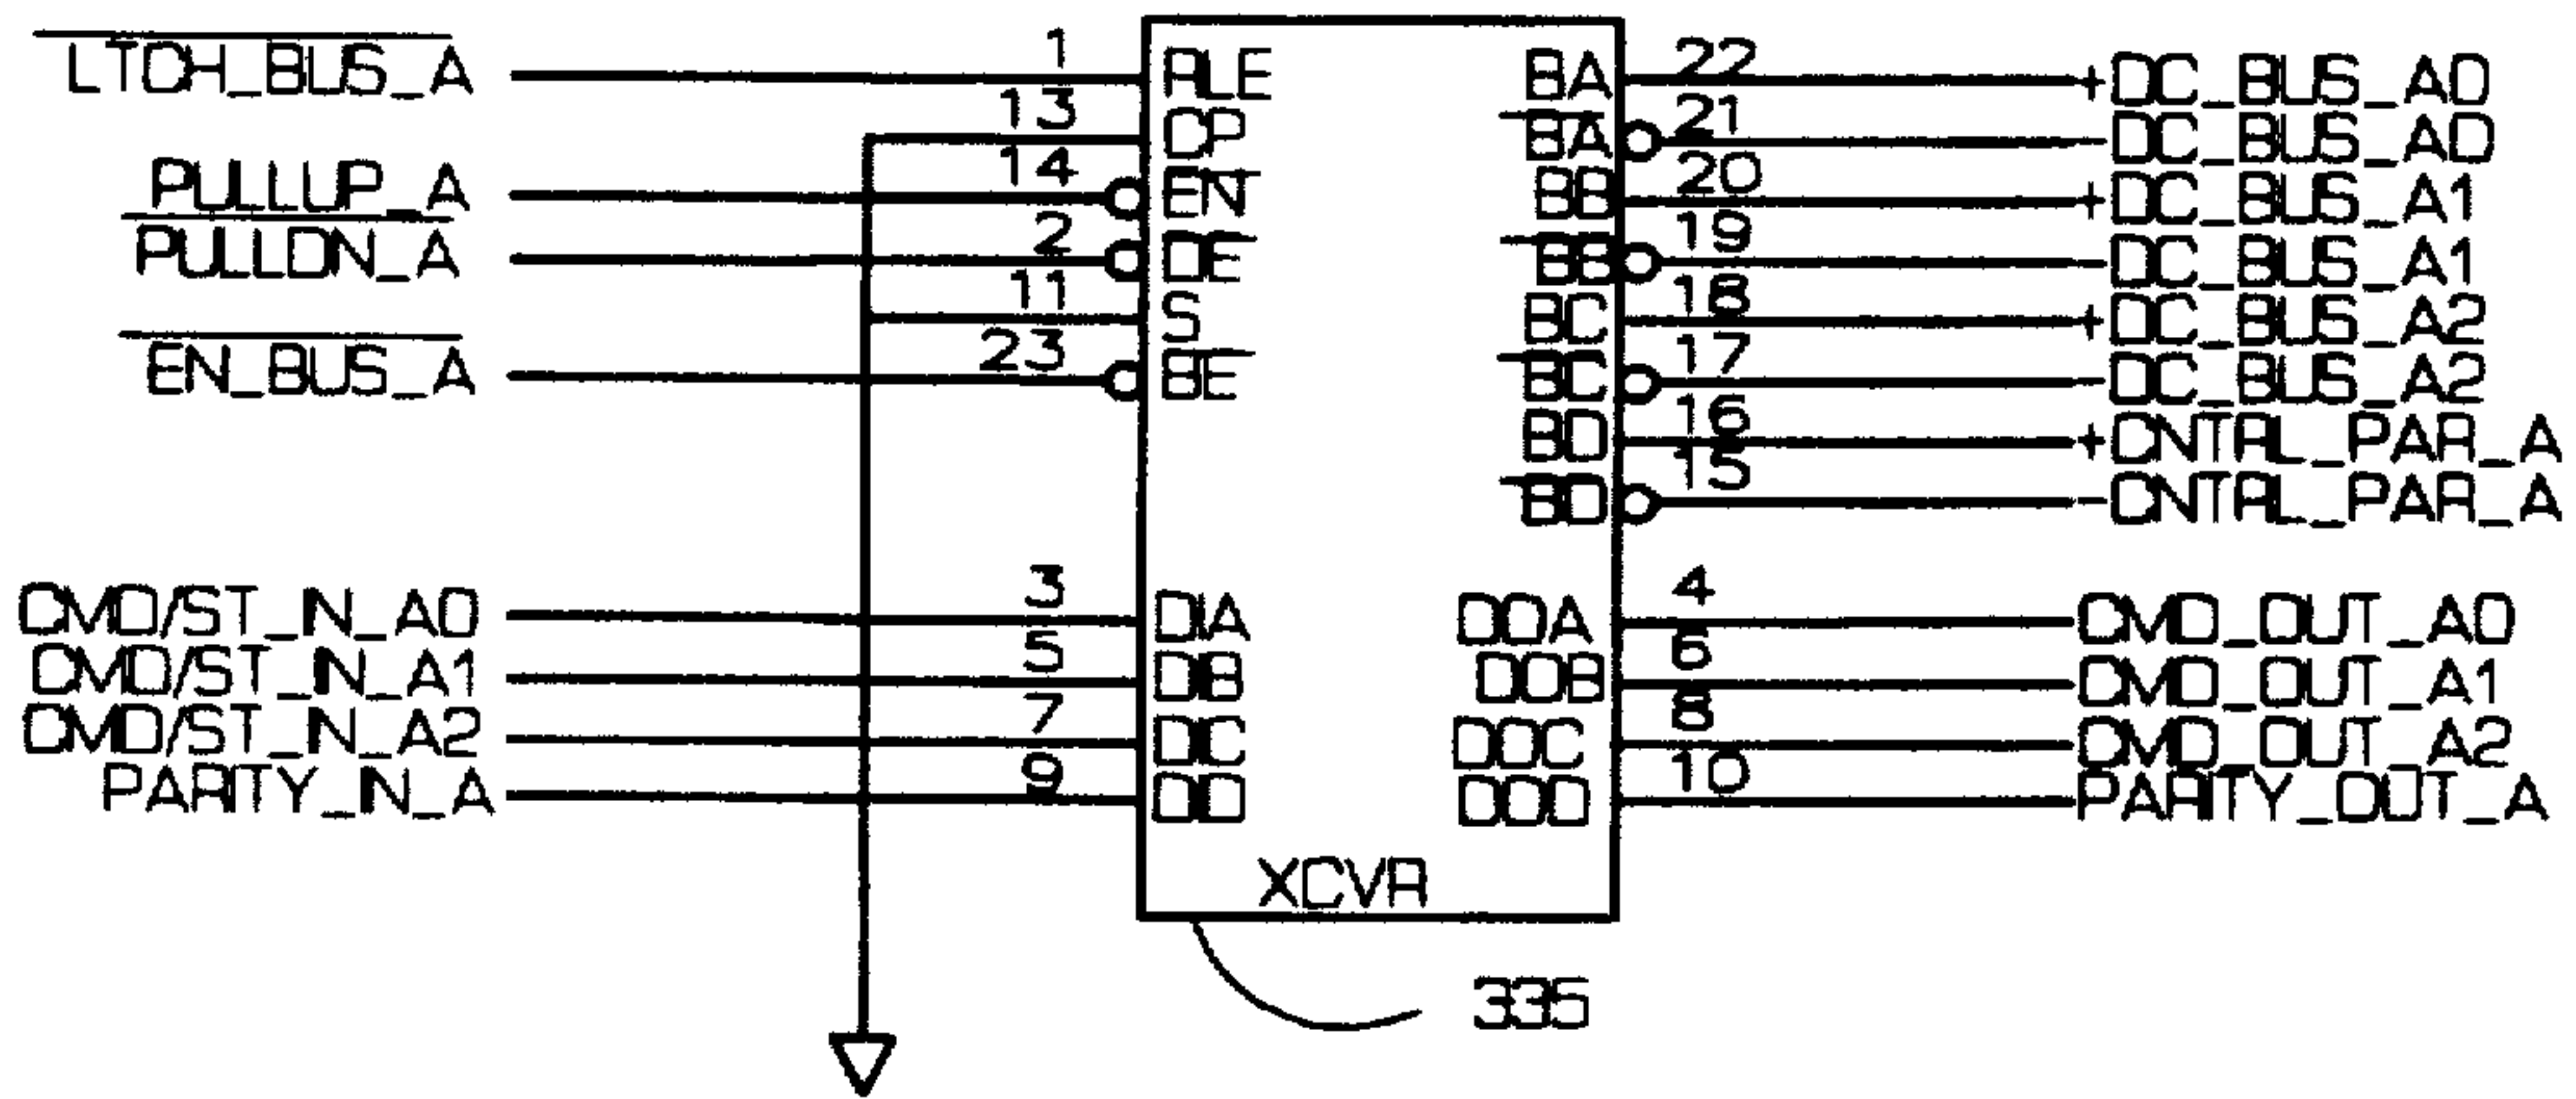 LTCH_BUS_A 1 RLE BA 22 +DC_BUS_A0
13 CP BA 21 -DC_BUS_A0
PULLUP_A 14 EN BB 20 +DC_BUS_A1
PULLDN_A 2 DE BB 19 -DC_BUS_A1
11 S BC 18 +DC_BUS_A2
EN_BUS_A 23 BE BC 17 -DC_BUS_A2
BD 16 +CNTRL_PAR_A
BD 15 -CNTRL_PAR_A
CMD/ST_IN_A0 3 DIA DOA 4 CMD_OUT_A0
CMD/ST_IN_A1 5 DIB DOB 6 CMD_OUT_A1
CMD/ST_IN_A2 7 DIC DOC 8 CMD_OUT_A2
PARITY_IN_A 9 DID DOD 10 PARITY_OUT_A
XCVR
335